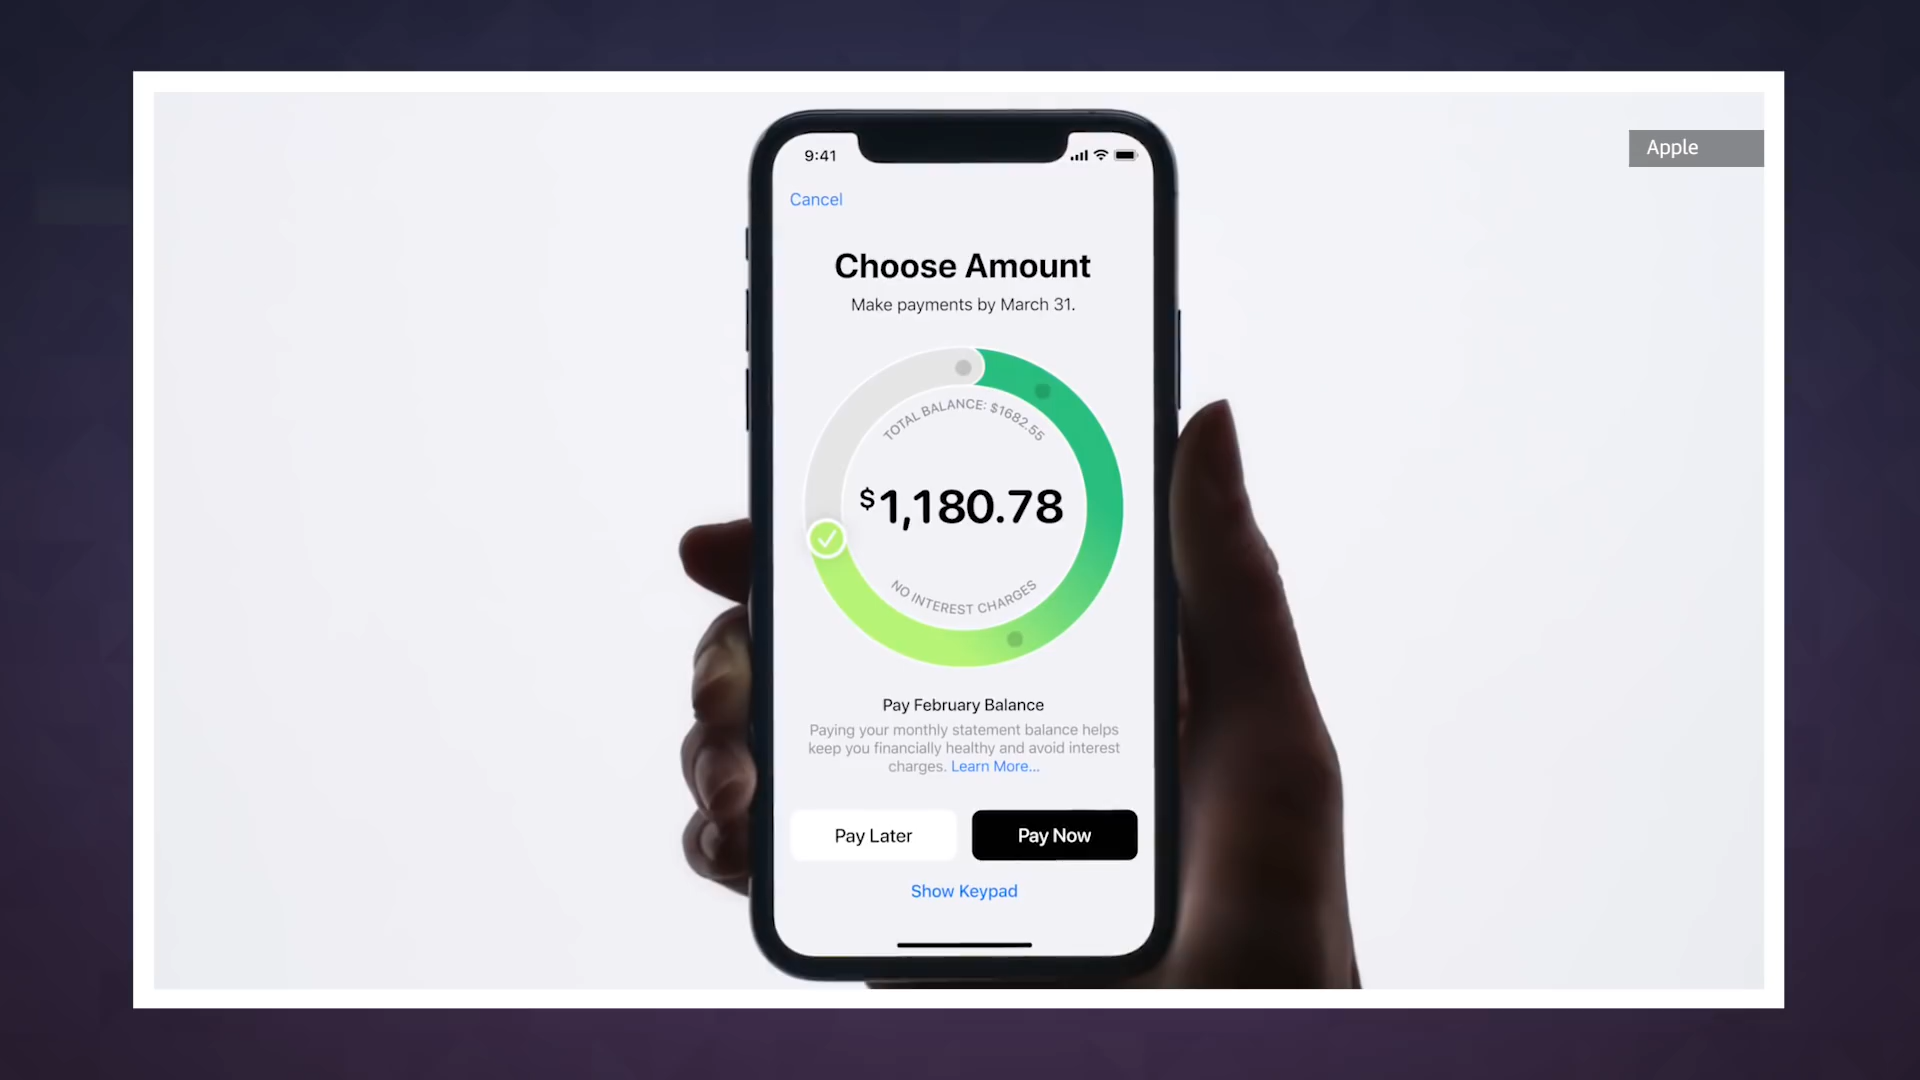 Apple
9:41
Cancel
Choose Amount
Make payments by March 31.
TOTAL BALANCE: $1682.55
$1,180.78
NO INTEREST CHARGES
Pay February Balance
Paying your monthly statement balance helps
keep you financially healthy and avoid interest
charges. Learn More...
Pay Later
Pay Now
Show Keypad